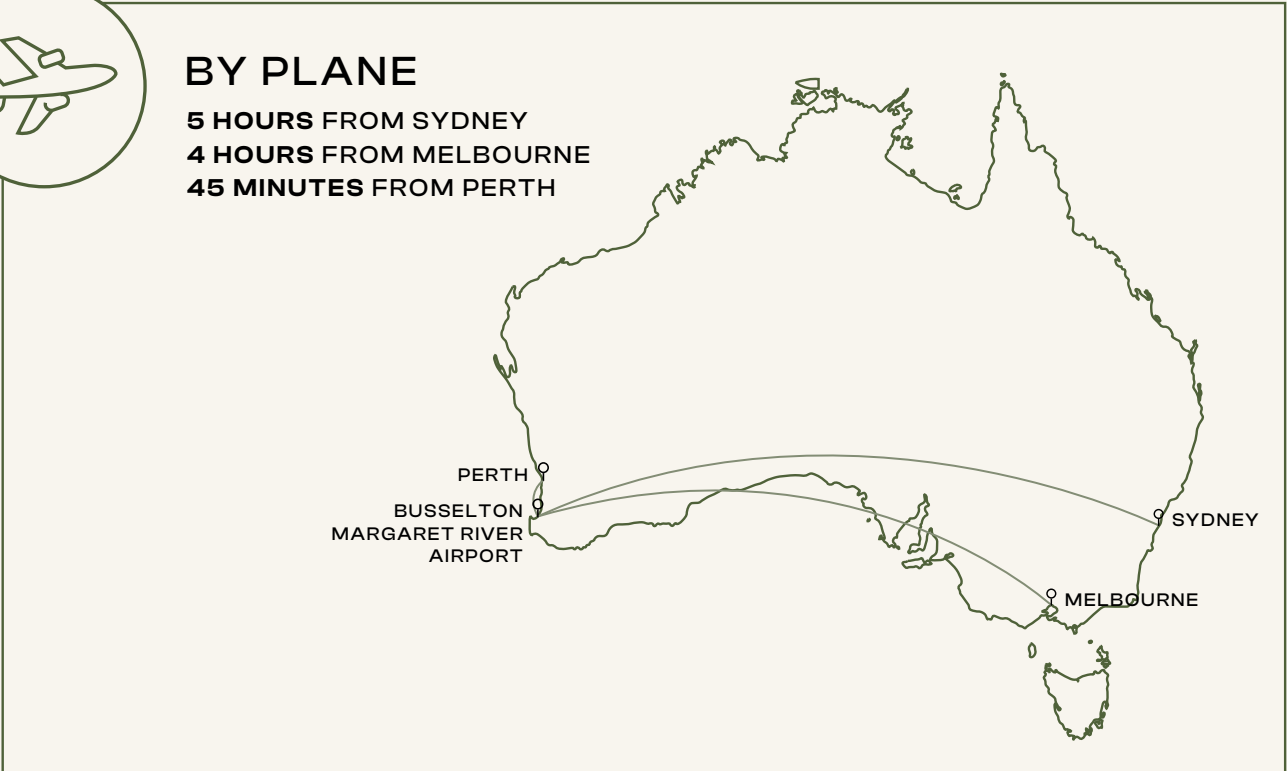 BY PLANE
5 HOURS FROM SYDNEY
4 HOURS FROM MELBOURNE
45 MINUTES FROM PERTH
PERTH
BUSSELTON
MARGARET RIVER
AIRPORT
SYDNEY
MELBOURNE